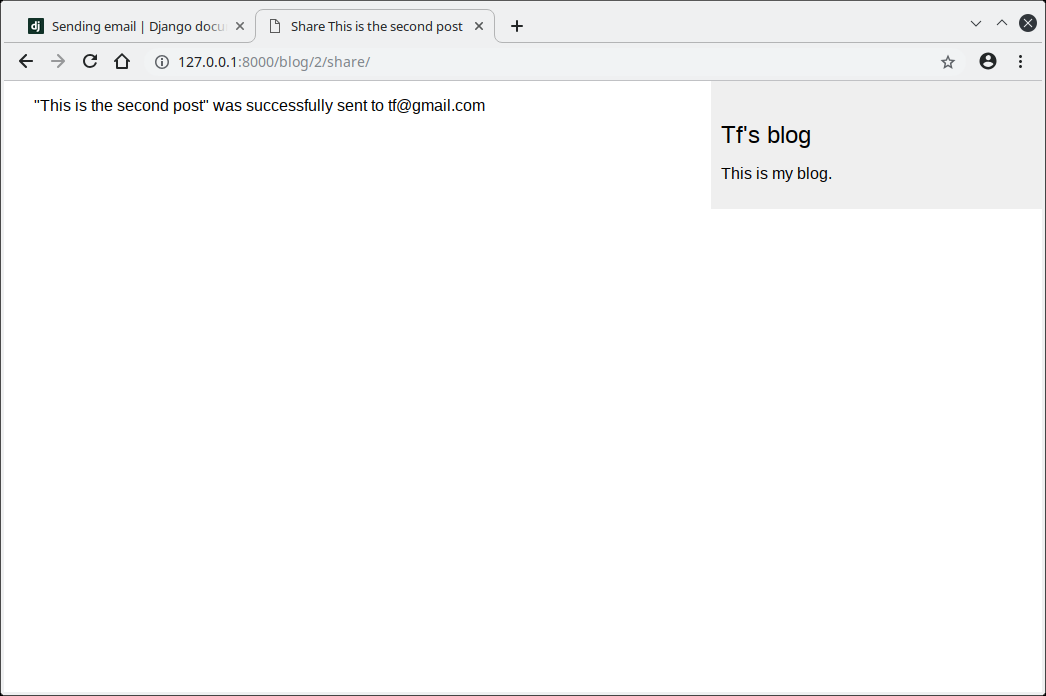 dj Sending email | Django docu
Share This is the second post
127.0.0.1:8000/blog/2/share/
"This is the second post" was successfully sent to tf@gmail.com
Tf's blog
This is my blog.